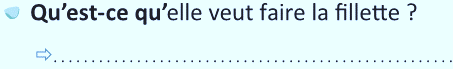 Qu'est-ce qu'elle veut faire la fillette ?
⇨......................................................